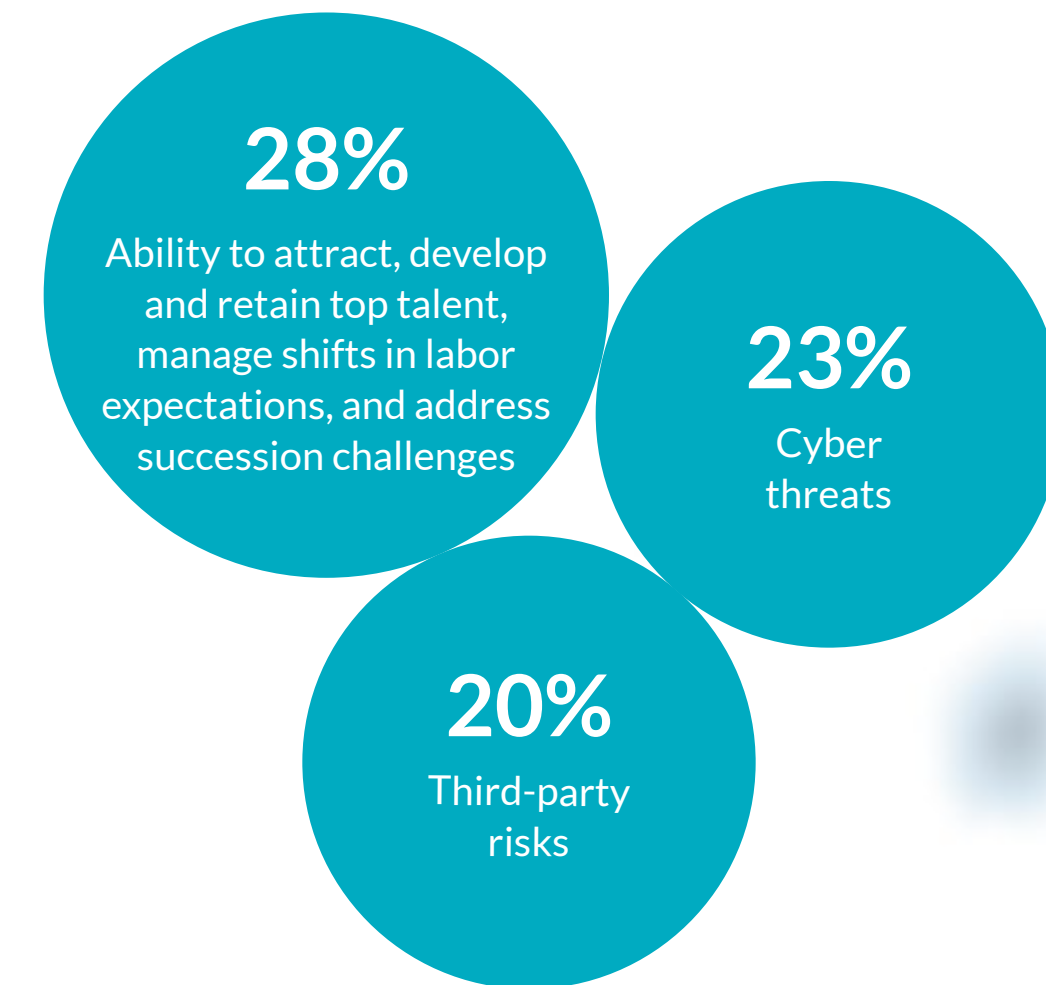 28%
Ability to attract, develop
and retain top talent,
manage shifts in labor
expectations, and address
succession challenges
23%
Cyber
threats
20%
Third-party
risks